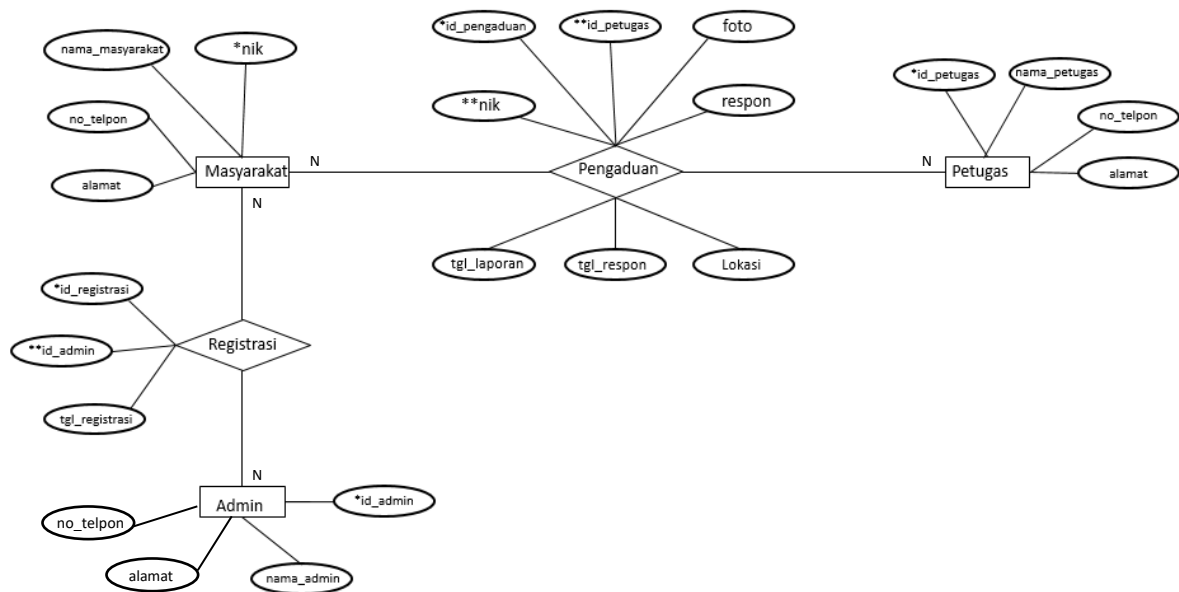 *id_pengaduan
**id_petugas
foto
nama_masyarakat
*nik
*id_petugas
nama_petugas
**nik
respon
no_telpon
no_telpon
N
N
Masyarakat
Pengaduan
Petugas
alamat
alamat
N
tgl_laporan
tgl_respon
Lokasi
*id_registrasi
Registrasi
**id_admin
tgl_registrasi
N
*id_admin
Admin
no_telpon
alamat
nama_admin